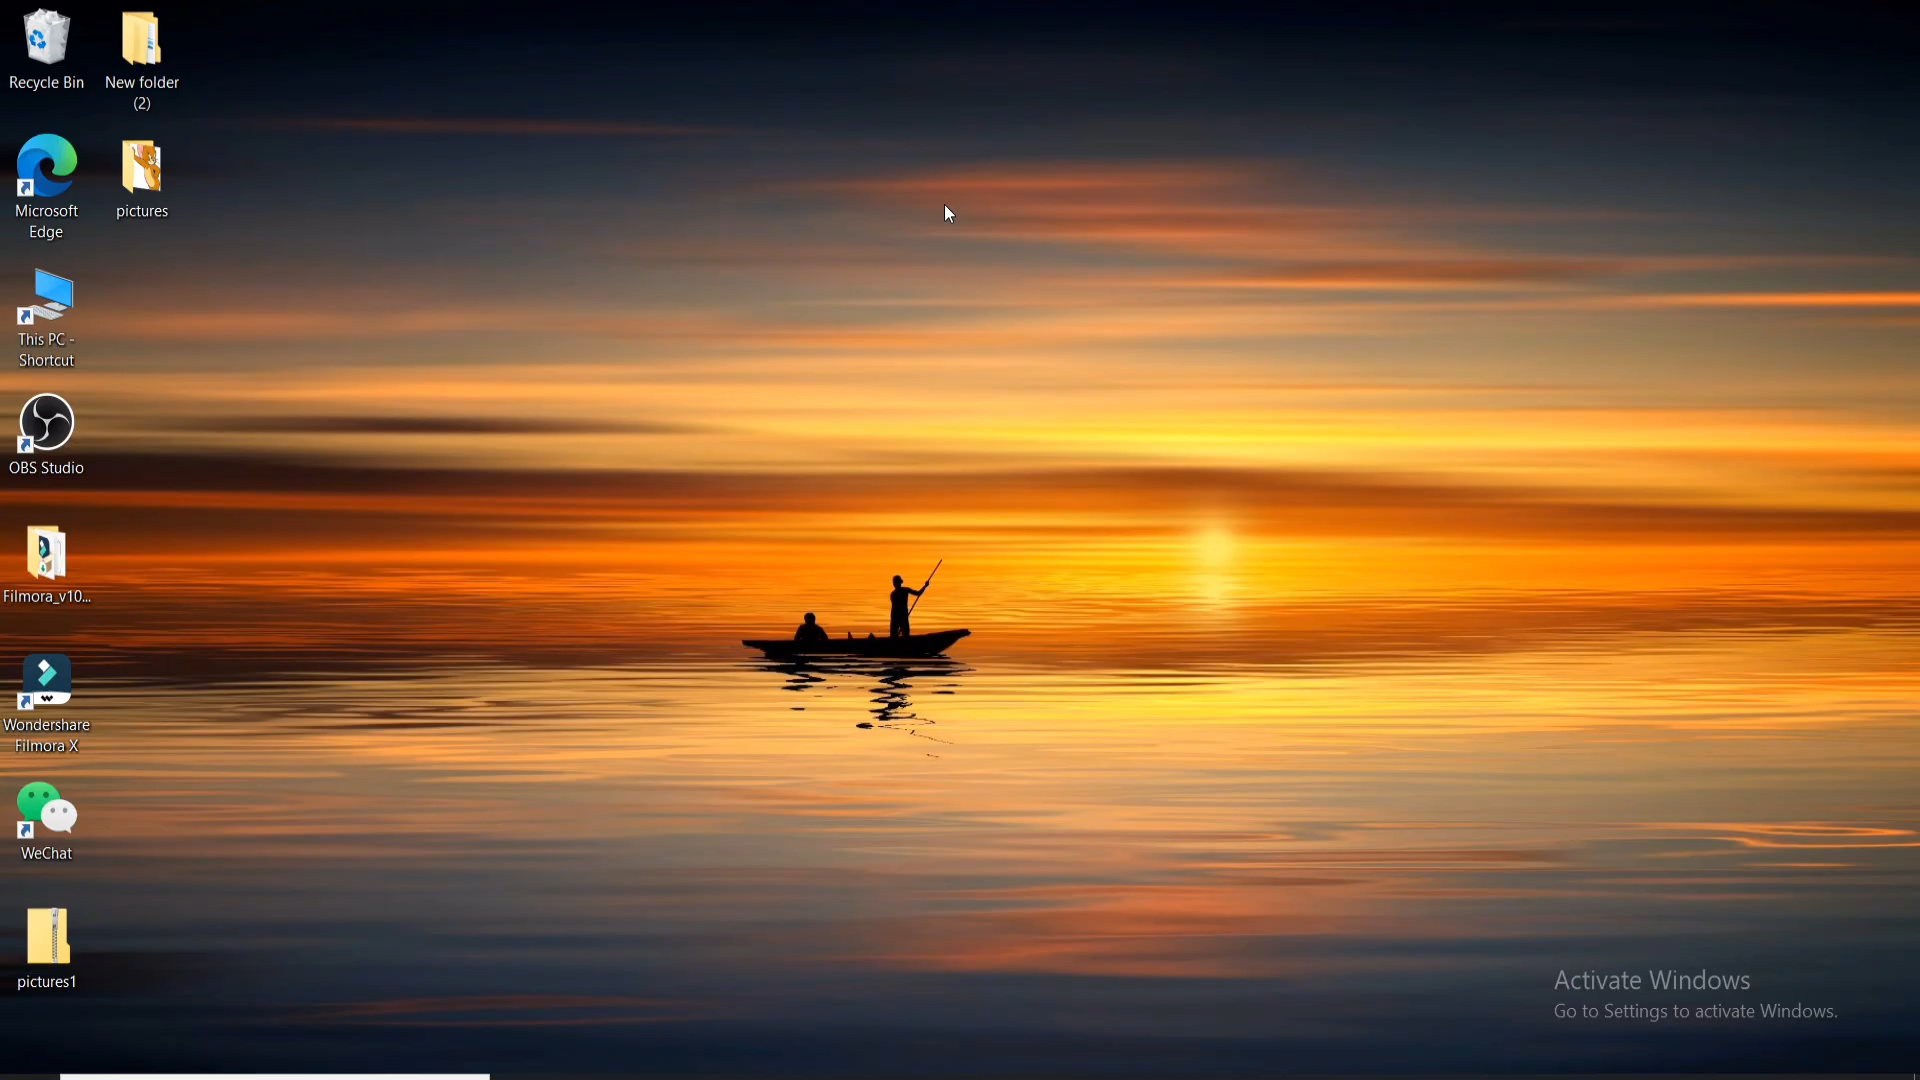 Recycle Bin
New folder
(2)
Microsoft
Edge
pictures
This PC -
Shortcut
OBS Studio
Filmora_v10...
Wondershare
Filmora X
WeChat
pictures1
Activate Windows
Go to Settings to activate Windows.